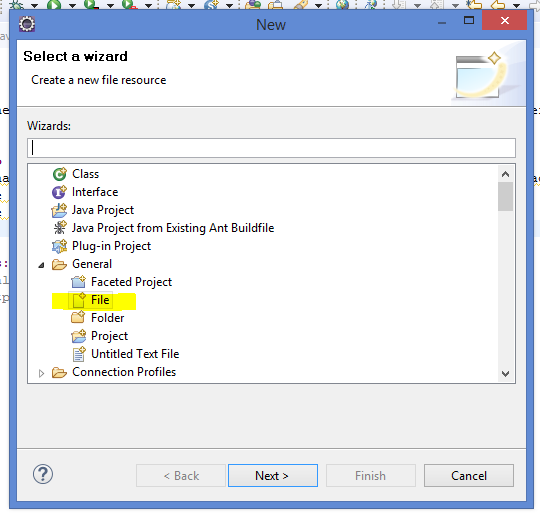 New
Select a wizard
Create a new file resource
Wizards:
Class
Interface
Java Project
Java Project from Existing Ant Buildfile
Plug-in Project
General
Faceted Project
File
Folder
Project
Untitled Text File
Connection Profiles
< Back Next > Finish Cancel